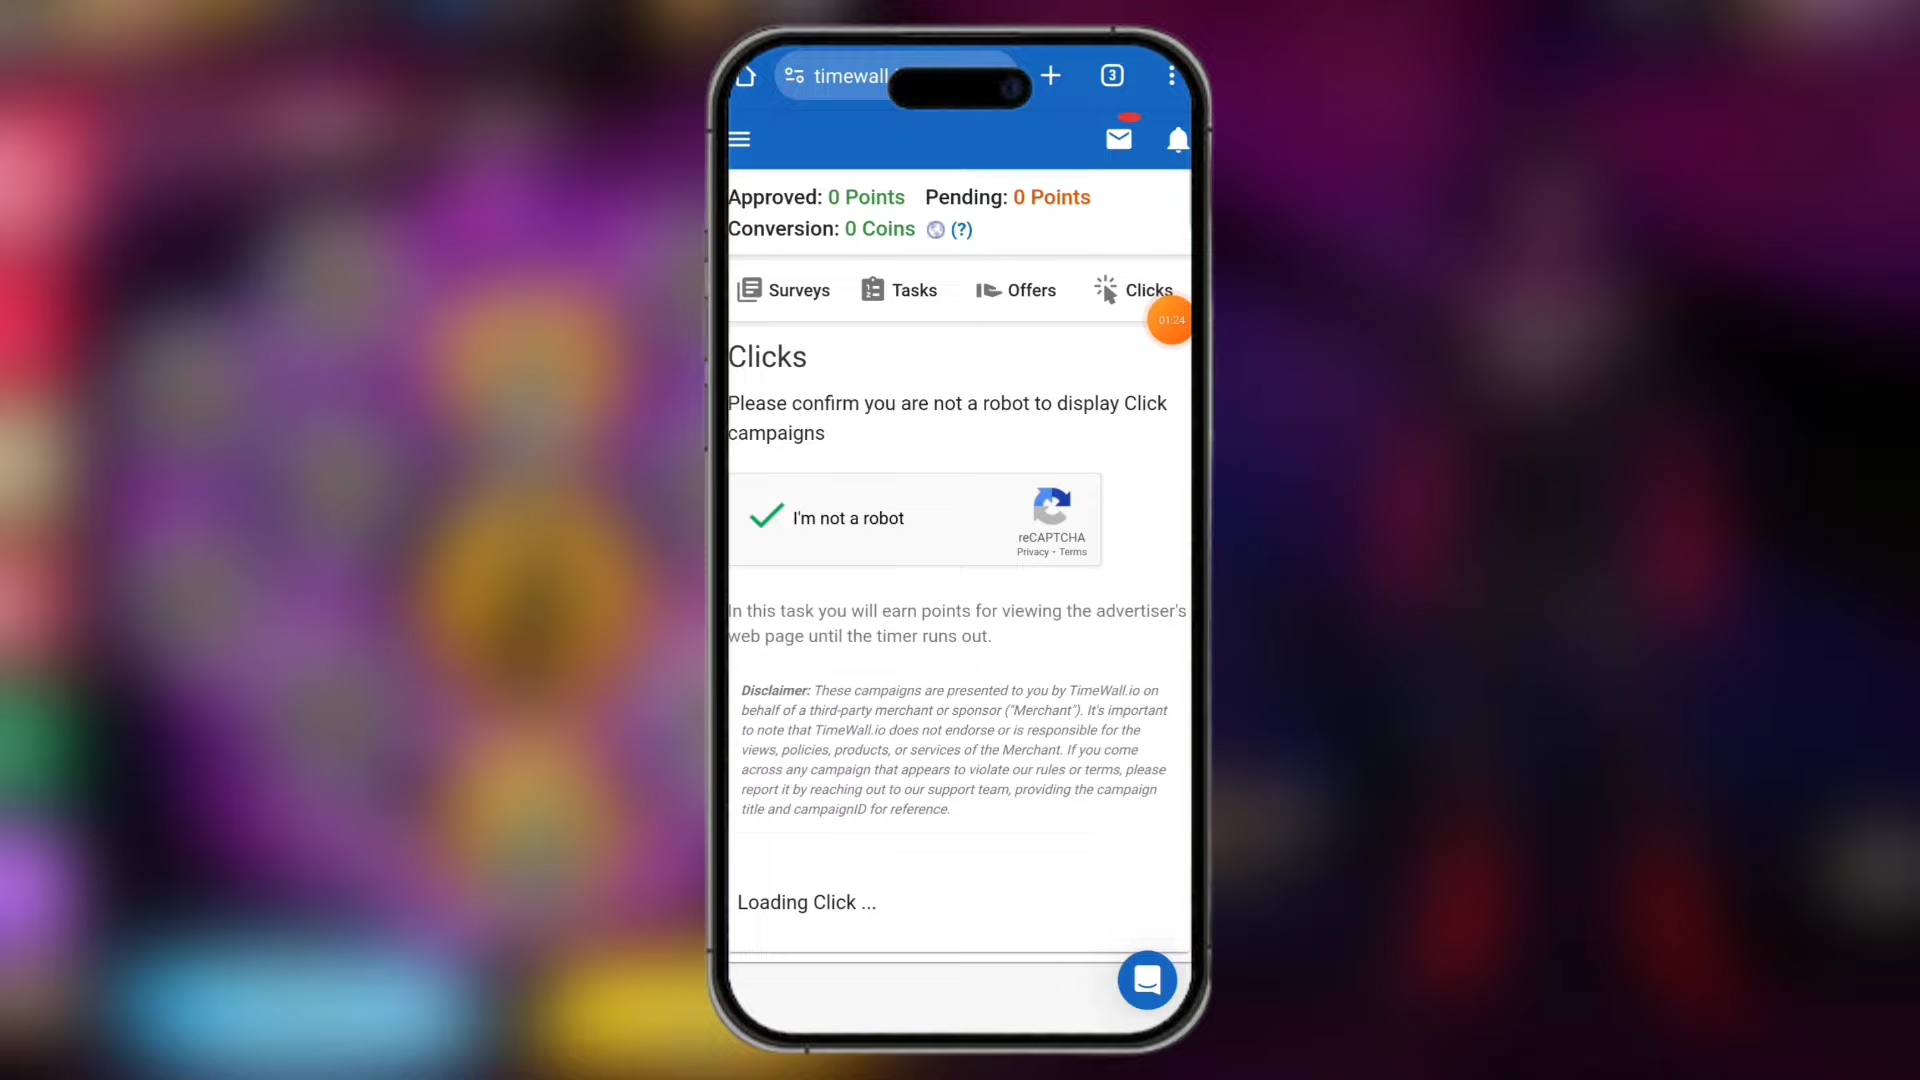 timewall.
3
Approved: 0 Points Pending: 0 Points
Conversion: 0 Coins (?)
Surveys Tasks Offers Clicks
01:24
Clicks
Please confirm you are not a robot to display Click
campaigns
I'm not a robot
reCAPTCHA
Privacy - Terms
In this task you will earn points for viewing the advertiser's
web page until the timer runs out.
Disclaimer: These campaigns are presented to you by TimeWall.io on
behalf of a third-party merchant or sponsor ("Merchant"). It's important
to note that TimeWall.io does not endorse or is responsible for the
views, policies, products, or services of the Merchant. If you come
across any campaign that appears to violate our rules or terms, please
report it by reaching out to our support team, providing the campaign
title and campaignID for reference.
Loading Click ...